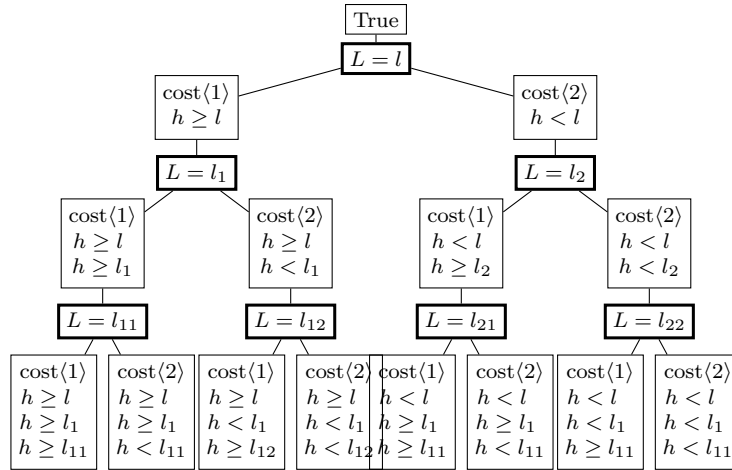 True
L = l
cost⟨1⟩
h ≥ l
cost⟨2⟩
h < l
L = l₁
L = l₂
cost⟨1⟩
h ≥ l
h ≥ l₁
cost⟨2⟩
h ≥ l
h < l₁
cost⟨1⟩
h < l
h ≥ l₂
cost⟨2⟩
h < l
h < l₂
L = l₁₁
L = l₁₂
L = l₂₁
L = l₂₂
cost⟨1⟩
h ≥ l
h ≥ l₁
h ≥ l₁₁
cost⟨2⟩
h ≥ l
h ≥ l₁
h < l₁₁
cost⟨1⟩
h ≥ l
h < l₁
h ≥ l₁₂
cost⟨2⟩
h ≥ l
h < l₁
h < l₁₂
cost⟨1⟩
h < l
h ≥ l₁
h ≥ l₁₁
cost⟨2⟩
h < l
h ≥ l₁
h < l₁₁
cost⟨1⟩
h < l
h < l₁
h ≥ l₁₁
cost⟨2⟩
h < l
h < l₁
h < l₁₁